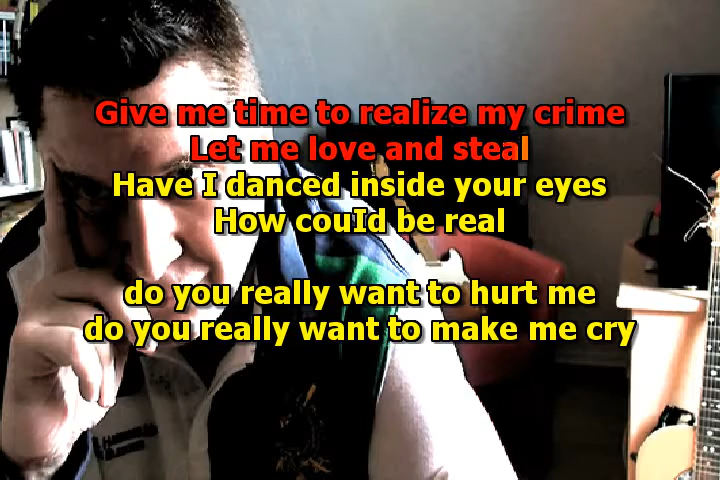 Give me time to realize my crime
Let me love and steal
Have I danced inside your eyes
How couId be real
do you really want to hurt me
do you really want to make me cry